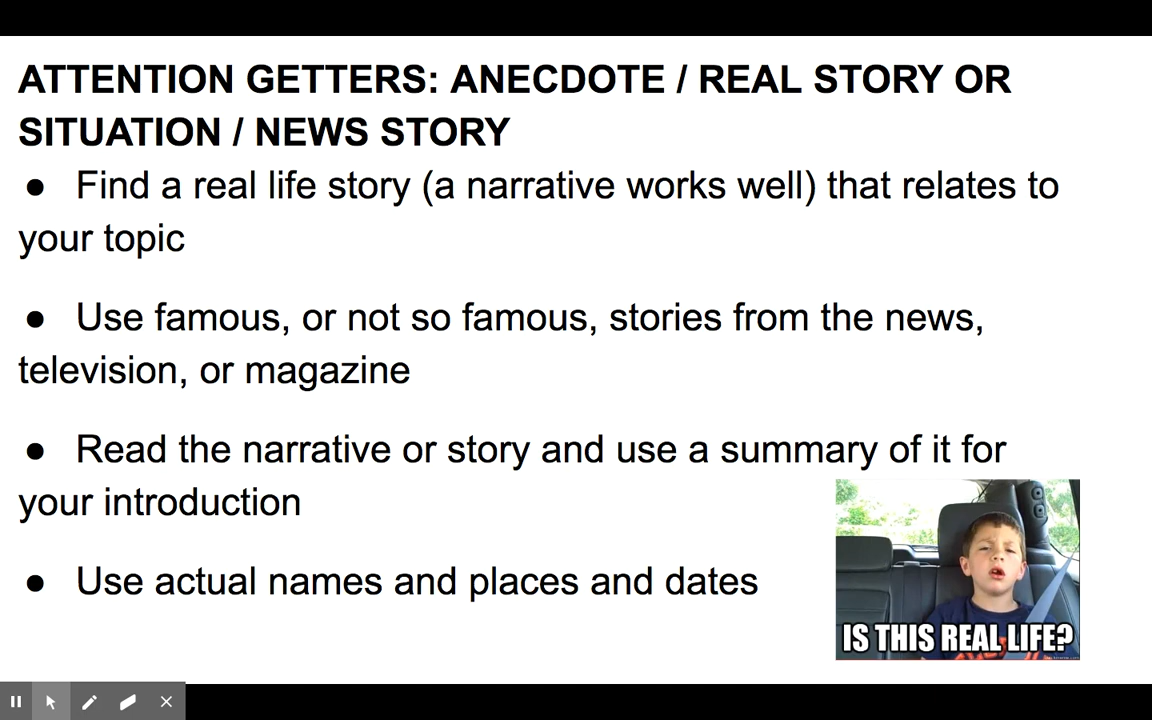 ATTENTION GETTERS: ANECDOTE / REAL STORY OR
SITUATION / NEWS STORY
● Find a real life story (a narrative works well) that relates to
your topic
● Use famous, or not so famous, stories from the news,
television, or magazine
● Read the narrative or story and use a summary of it for
your introduction
● Use actual names and places and dates
IS THIS REAL LIFE?